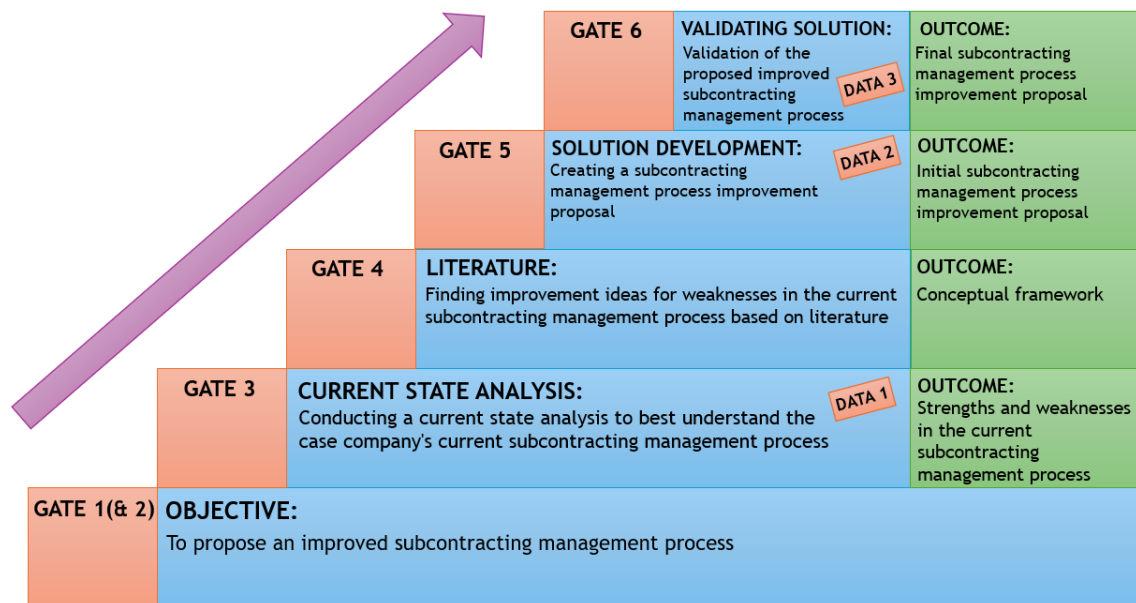 GATE 6
VALIDATING SOLUTION:
Validation of the
proposed improved
subcontracting
management process
DATA 3
OUTCOME:
Final subcontracting
management process
improvement proposal
GATE 5
SOLUTION DEVELOPMENT:
Creating a subcontracting
management process improvement
proposal
DATA 2
OUTCOME:
Initial subcontracting
management process
improvement proposal
GATE 4
LITERATURE:
Finding improvement ideas for weaknesses in the current
subcontracting management process based on literature
OUTCOME:
Conceptual framework
GATE 3
CURRENT STATE ANALYSIS:
Conducting a current state analysis to best understand the
case company's current subcontracting management process
DATA 1
OUTCOME:
Strengths and weaknesses
in the current
subcontracting
management process
GATE 1(& 2)
OBJECTIVE:
To propose an improved subcontracting management process